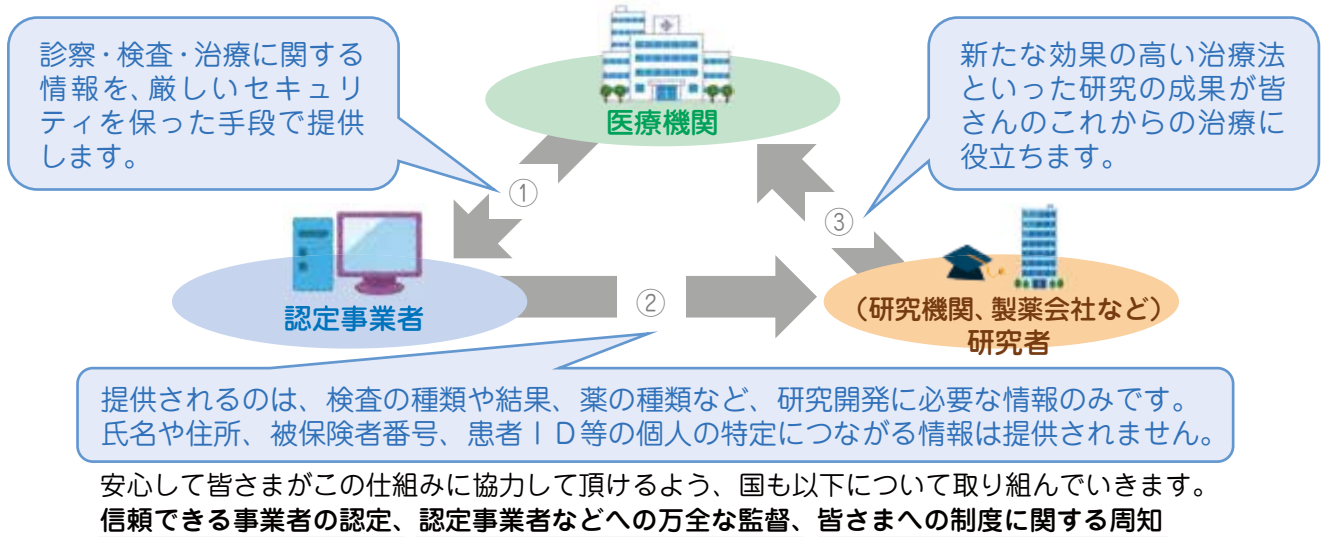 診察・検査・治療に関する
情報を、厳しいセキュリ
ティを保った手段で提供
します。
医療機関
新たな効果の高い治療法
といった研究の成果が皆
さんのこれからの治療に
役立ちます。
①
③
認定事業者
②
(研究機関、製薬会社など)
研究者
提供されるのは、検査の種類や結果、薬の種類など、研究開発に必要な情報のみです。
氏名や住所、被保険者番号、患者ID等の個人の特定につながる情報は提供されません。
安心して皆さまがこの仕組みに協力して頂けるよう、国も以下について取り組んでいきます。
信頼できる事業者の認定、認定事業者などへの万全な監督、皆さまへの制度に関する周知